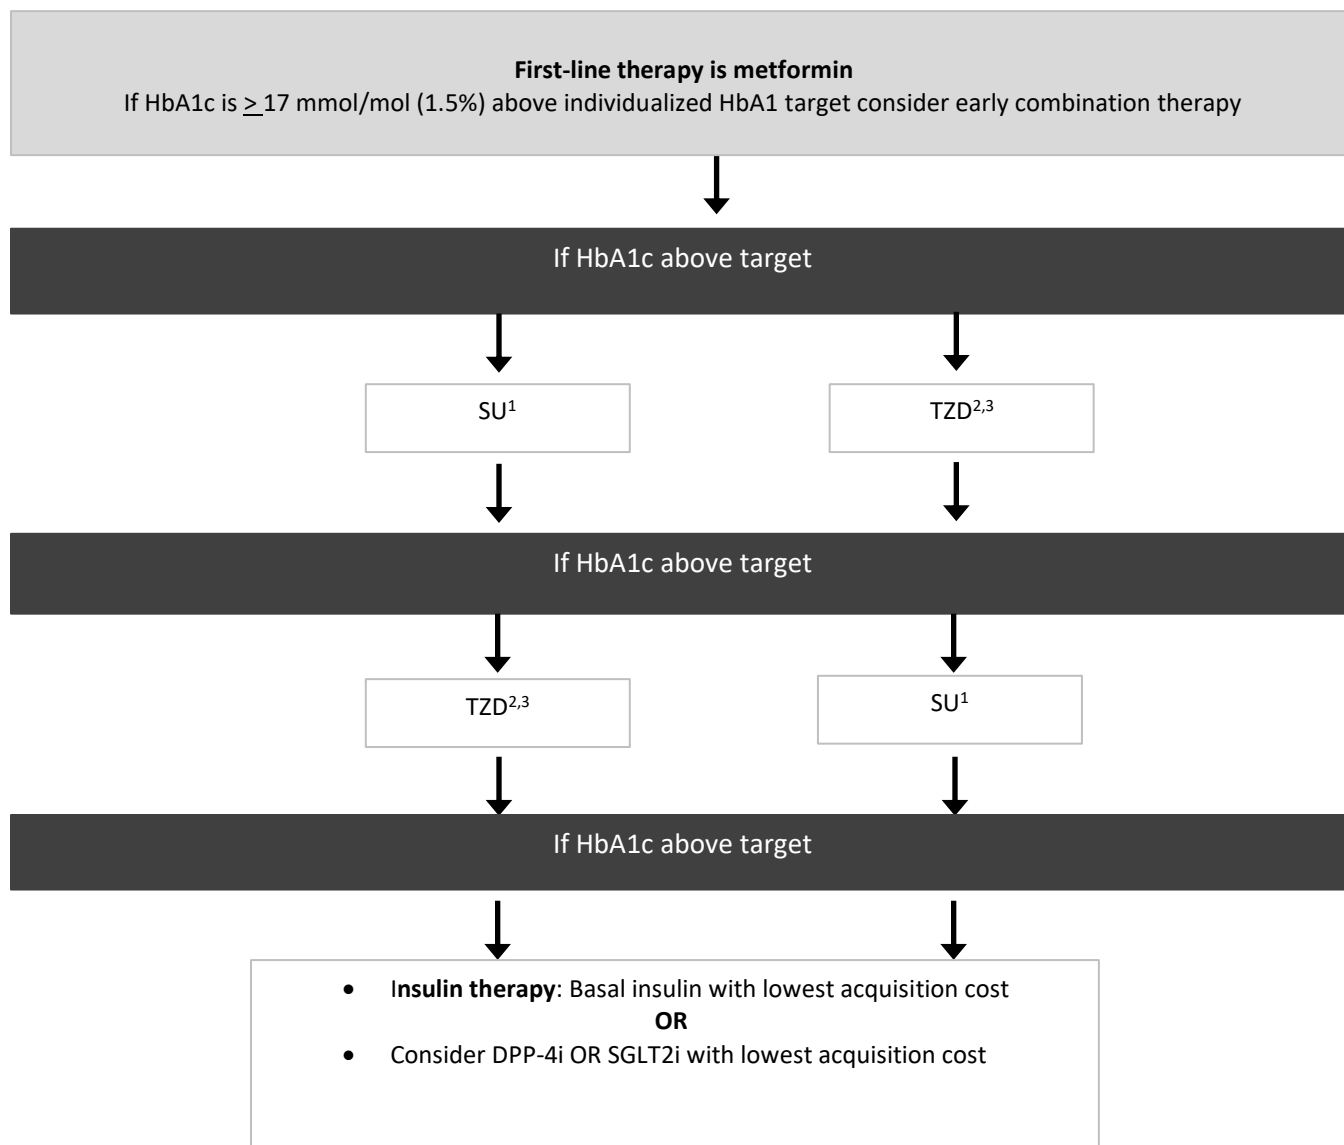 First-line therapy is metformin
If HbA1c is ≥ 17 mmol/mol (1.5%) above individualized HbA1 target consider early combination therapy
If HbA1c above target
SU¹
TZD²,³
If HbA1c above target
TZD²,³
SU¹
If HbA1c above target
• Insulin therapy: Basal insulin with lowest acquisition cost
OR
• Consider DPP-4i OR SGLT2i with lowest acquisition cost